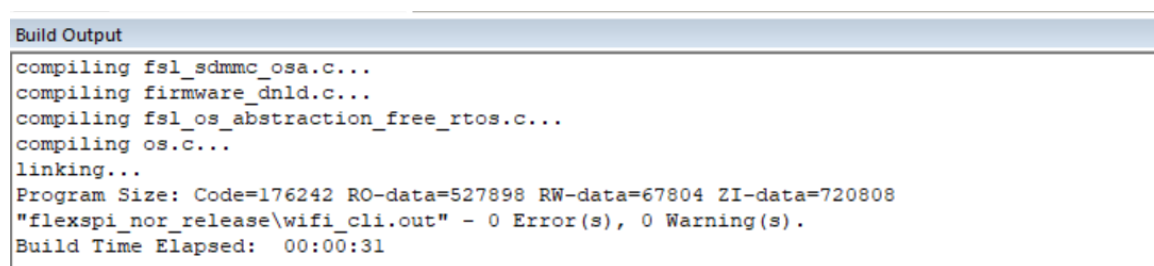 Build Output
compiling fsl_sdmmc_osa.c...
compiling firmware_dnld.c...
compiling fsl_os_abstraction_free_rtos.c...
compiling os.c...
linking...
Program Size: Code=176242 RO-data=527898 RW-data=67804 ZI-data=720808
"flexspi_nor_release\wifi_cli.out" - 0 Error(s), 0 Warning(s).
Build Time Elapsed:  00:00:31